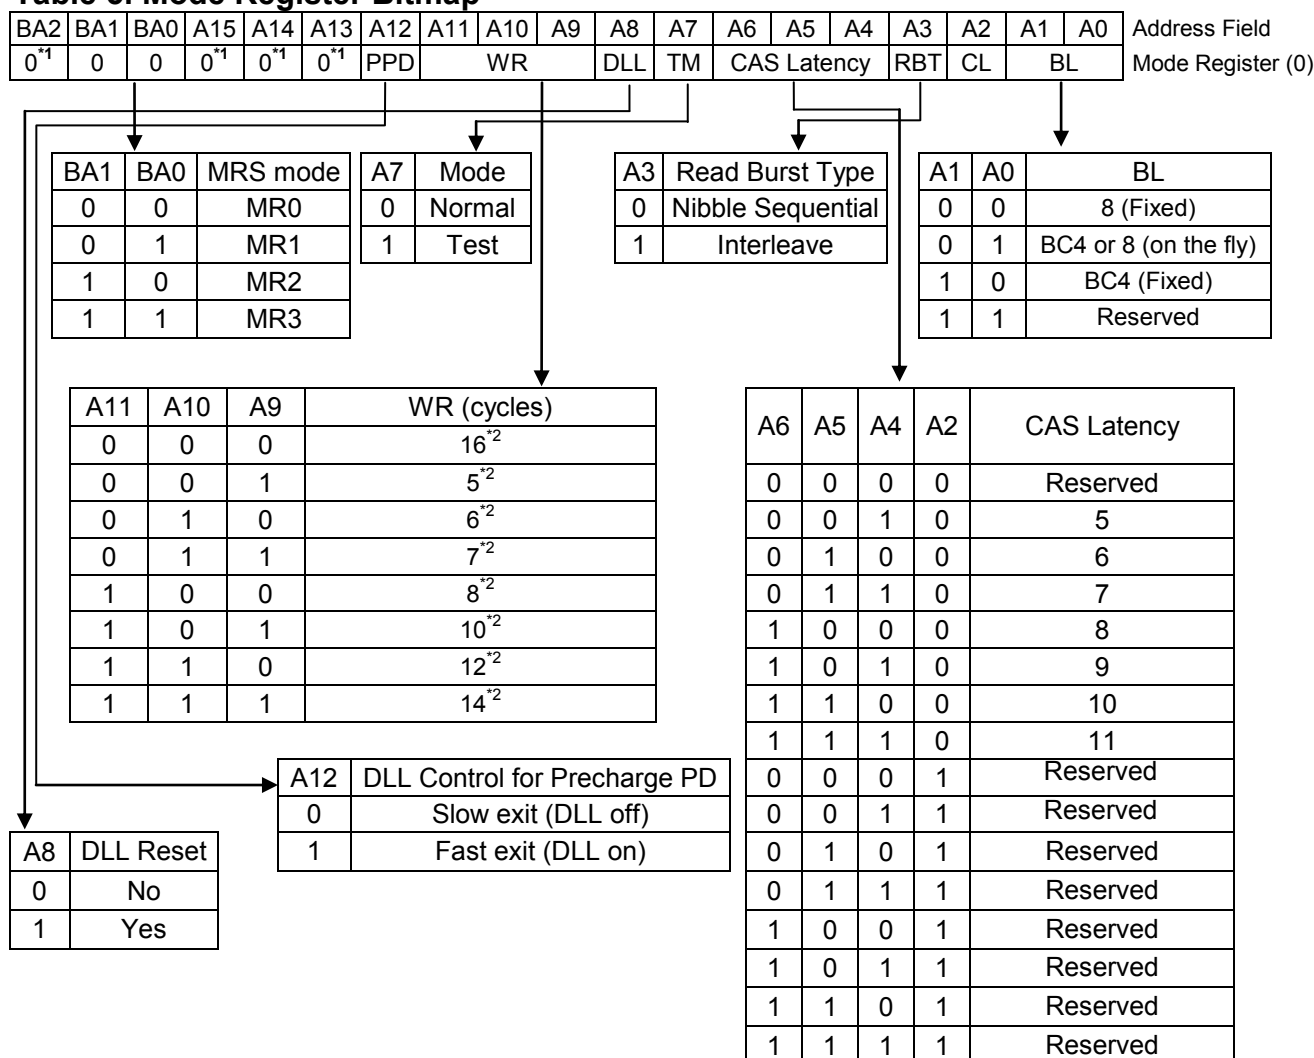 BA2 BA1 BA0 A15 A14 A13 A12 A11 A10 A9 A8 A7 A6 A5 A4 A3 A2 A1 A0 Address Field
0*1 0 0 0*1 0*1 0*1 PPD WR DLL TM CAS Latency RBT CL BL Mode Register (0)
BA1 BA0 MRS mode
0 0 MR0
0 1 MR1
1 0 MR2
1 1 MR3
A7 Mode
0 Normal
1 Test
A3 Read Burst Type
0 Nibble Sequential
1 Interleave
A1 A0 BL
0 0 8 (Fixed)
0 1 BC4 or 8 (on the fly)
1 0 BC4 (Fixed)
1 1 Reserved
A11 A10 A9 WR (cycles)
0 0 0 16*2
0 0 1 5*2
0 1 0 6*2
0 1 1 7*2
1 0 0 8*2
1 0 1 10*2
1 1 0 12*2
1 1 1 14*2
A6 A5 A4 A2 CAS Latency
0 0 0 0 Reserved
0 0 1 0 5
0 1 0 0 6
0 1 1 0 7
1 0 0 0 8
1 0 1 0 9
1 1 0 0 10
1 1 1 0 11
0 0 0 1 Reserved
0 0 1 1 Reserved
0 1 0 1 Reserved
0 1 1 1 Reserved
1 0 0 1 Reserved
1 0 1 1 Reserved
1 1 0 1 Reserved
1 1 1 1 Reserved
A12 DLL Control for Precharge PD
0 Slow exit (DLL off)
1 Fast exit (DLL on)
A8 DLL Reset
0 No
1 Yes